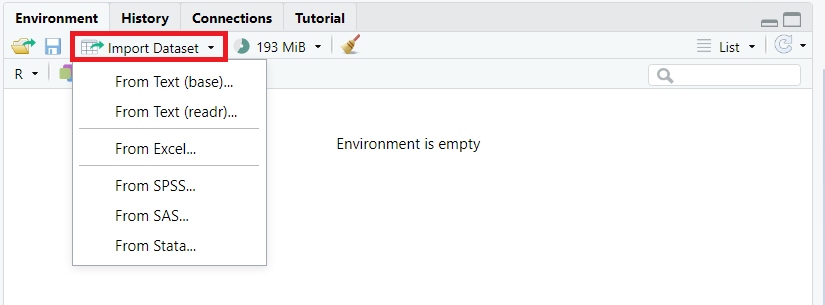 Environment History Connections Tutorial
Import Dataset 193 MiB List
R
From Text (base)...
From Text (readr)...
From Excel...
From SPSS...
From SAS...
From Stata...
Environment is empty